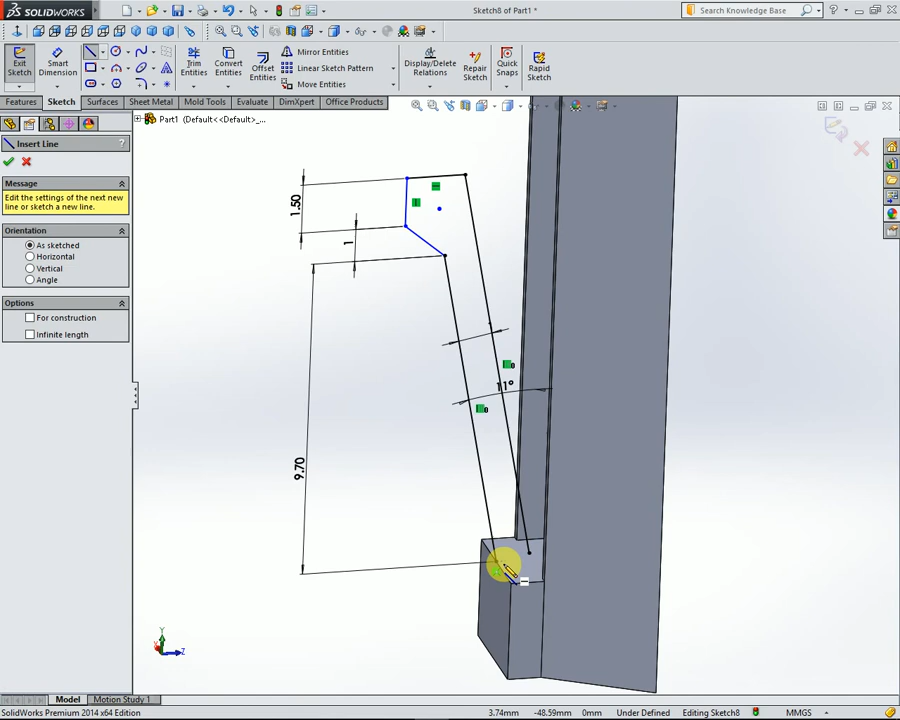 SOLIDWORKS
Sketch8 of Part1 *
Search Knowledge Base
Exit Sketch
Smart Dimension
Trim Entities
Convert Entities
Offset Entities
Mirror Entities
Linear Sketch Pattern
Move Entities
Display/Delete Relations
Repair Sketch
Quick Snaps
Rapid Sketch
Features
Sketch
Surfaces
Sheet Metal
Mold Tools
Evaluate
DimXpert
Office Products
Part1 (Default<<Default>_...
Insert Line
Message
Edit the settings of the next new
line or sketch a new line.
Orientation
As sketched
Horizontal
Vertical
Angle
Options
For construction
Infinite length
1.50
1
9.70
11°
Y
Z
Model
Motion Study 1
SolidWorks Premium 2014 x64 Edition
3.74mm
-48.59mm
0mm
Under Defined
Editing Sketch8
MMGS